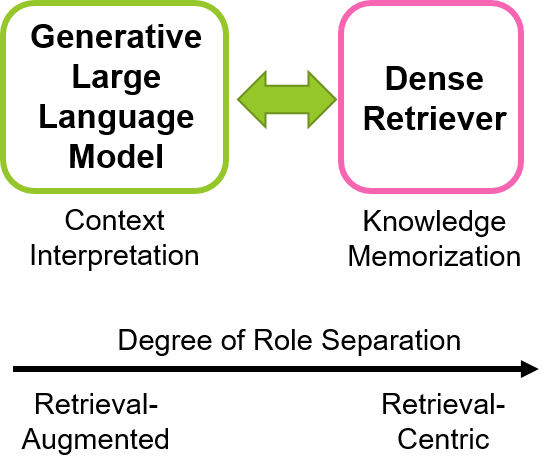 Generative
Large
Language
Model
Dense
Retriever
Context
Interpretation
Knowledge
Memorization
Degree of Role Separation
Retrieval-
Augmented
Retrieval-
Centric